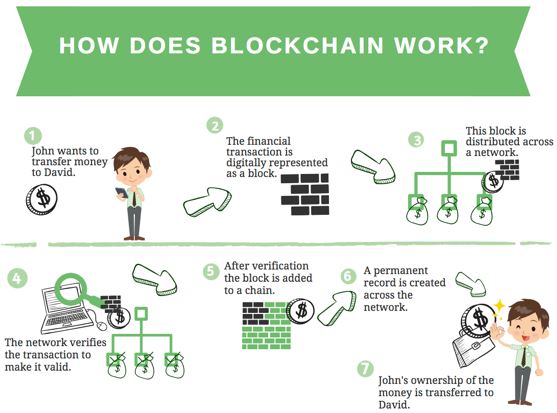 HOW DOES BLOCKCHAIN WORK?
1
John wants to
transfer money
to David.
2
The financial
transaction is
digitally represented
as a block.
3
This block is
distributed across
a network.
4
The network verifies
the transaction to
make it valid.
5
After verification
the block is added
to a chain.
6
A permanent
record is created
across the
network.
7
John's ownership of the
money is transferred to
David.